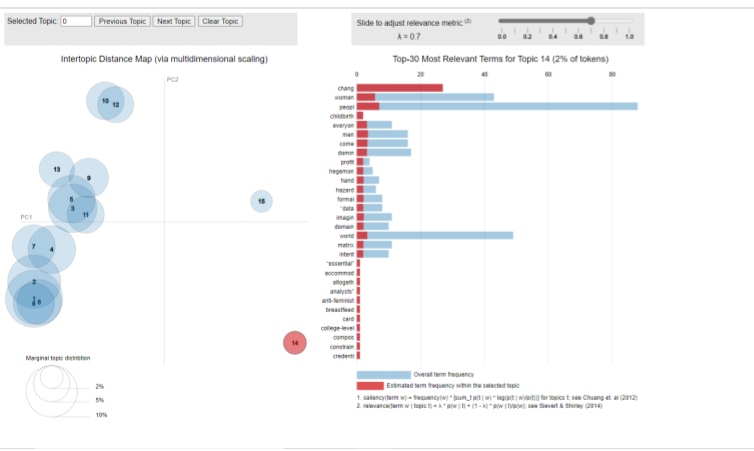 Selected Topic: 0 Previous Topic Next Topic Clear Topic
Slide to adjust relevance metric:(2)
λ = 0.7
0.0 0.2 0.4 0.6 0.8 1.0
Intertopic Distance Map (via multidimensional scaling)
PC2
PC1
10
12
13
9
5
3
11
15
7
4
2
1
8
6
14
Marginal topic distribtion
2%
5%
10%
Top-30 Most Relevant Terms for Topic 14 (2% of tokens)
0 20 40 60 80
chang
women
peopl
childbirth
everyon
man
come
domin
profit
hegemon
hand
hazard
formal
"data
imagin
domain
world
matrix
intent
"essential"
accommod
altogeth
analysts"
anti-feminist
breastfeed
card
college-level
compos
constrain
credenti
Overall term frequency
Estimated term frequency within the selected topic
1. saliency(term w) = frequency(w) * [sum_t p(t | w) * log(p(t | w)/p(t))] for topics t; see Chuang et. al (2012)
2. relevance(term w | topic t) = λ * p(w | t) + (1 - λ) * p(w | t)/p(w); see Sievert & Shirley (2014)